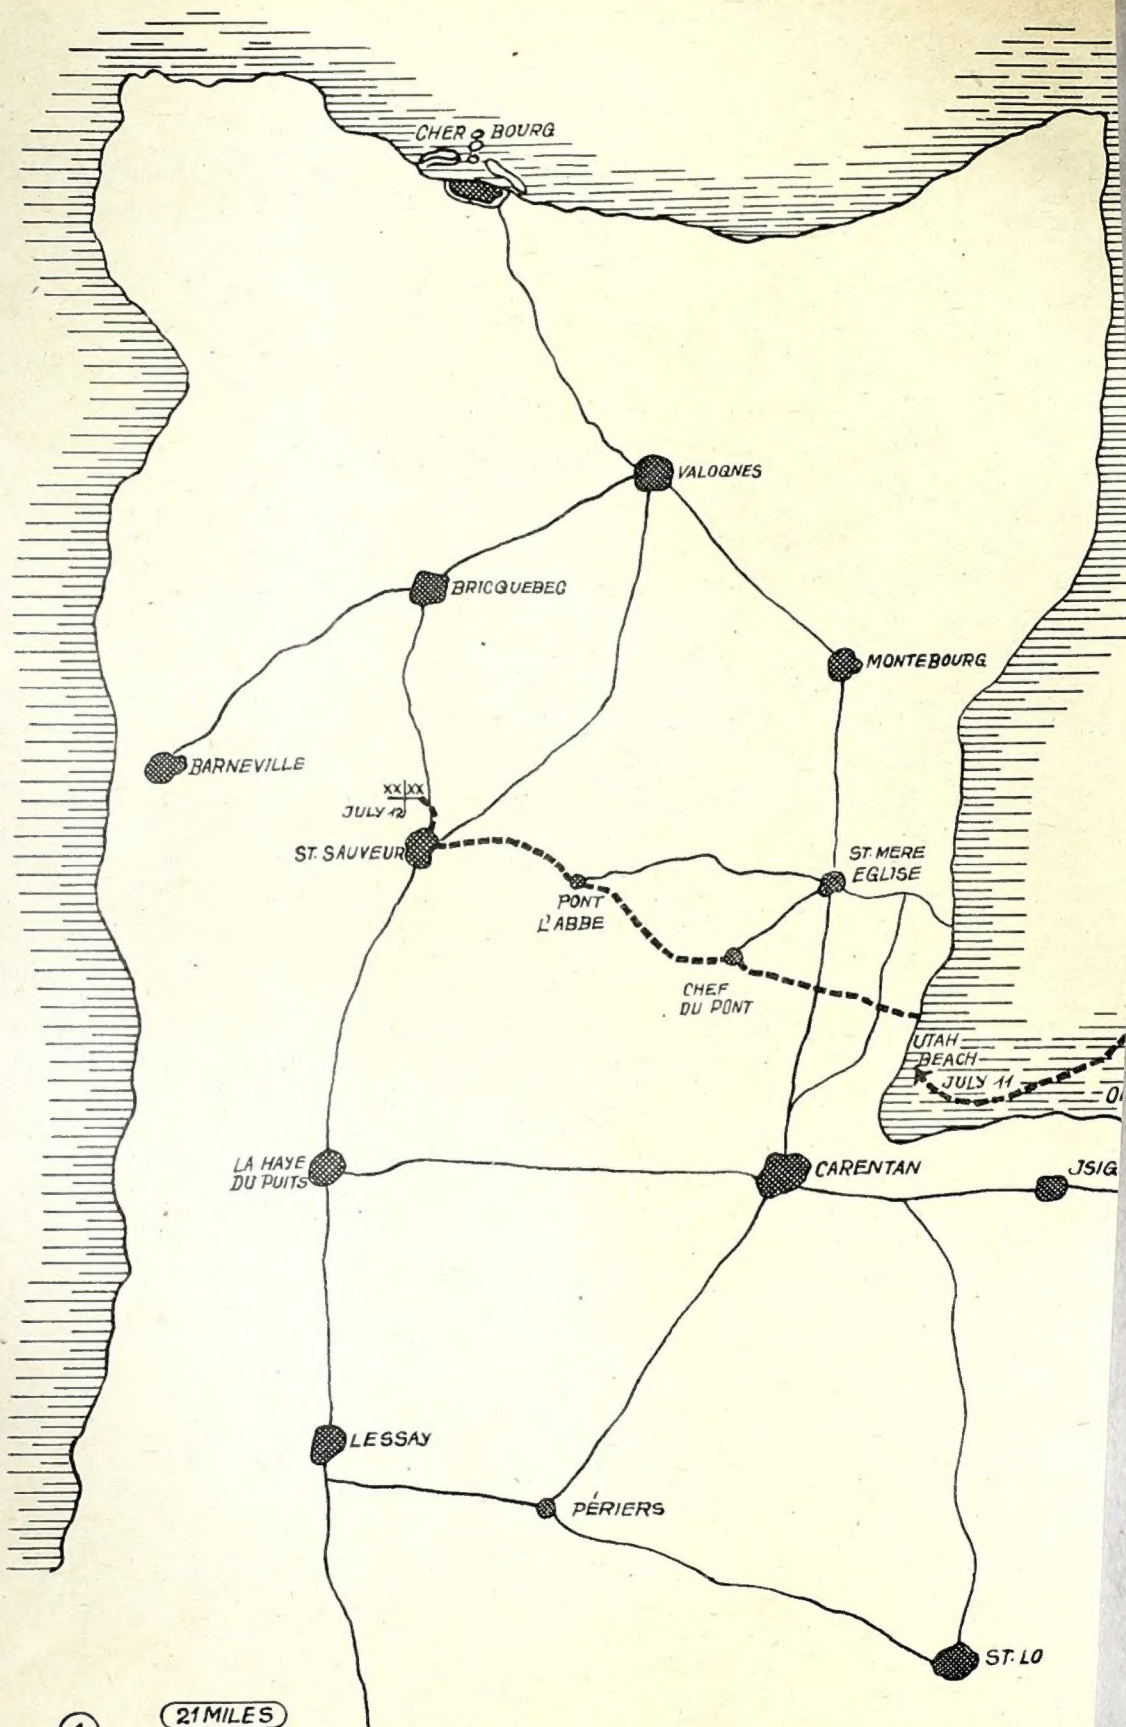 CHER BOURG
VALOGNES
BRICQUEBEC
MONTEBOURG
BARNEVILLE
XX XX
JULY 12
ST. SAUVEUR
ST. MERE
EGLISE
PONT
L'ABBE
CHEF
DU PONT
UTAH
BEACH
JULY 11
LA HAYE
DU PUITS
CARENTAN
LESSAY
PÉRIERS
ST. LO
21 MILES